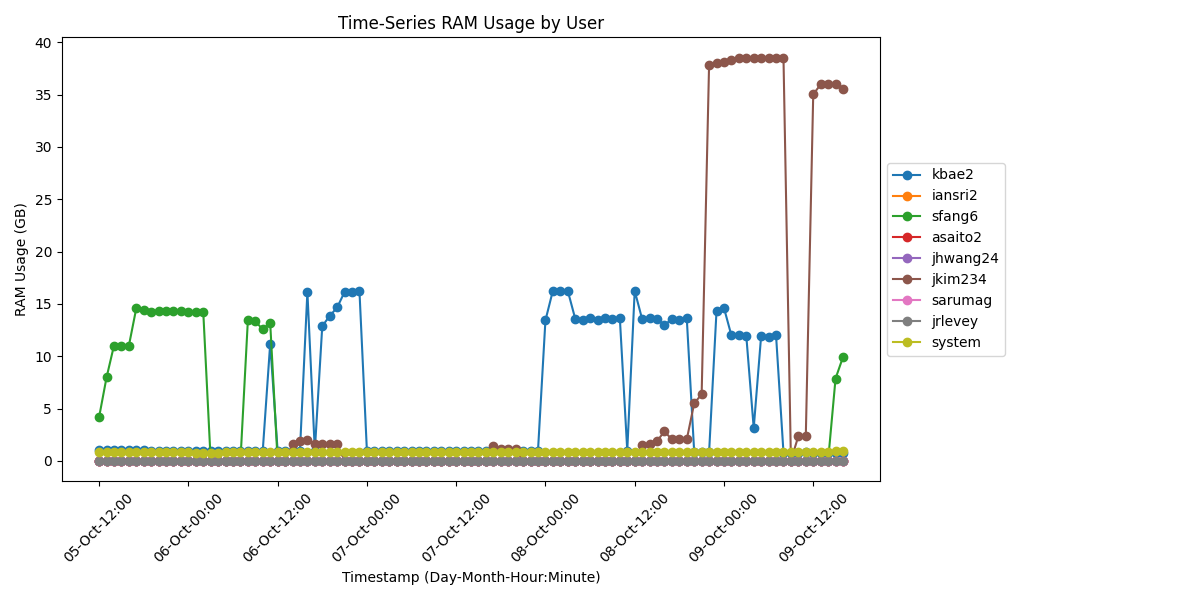 Time-Series RAM Usage by User
RAM Usage (GB)
40
35
30
25
20
15
10
5
0
05-Oct-12:00
06-Oct-00:00
06-Oct-12:00
07-Oct-00:00
07-Oct-12:00
08-Oct-00:00
08-Oct-12:00
09-Oct-00:00
09-Oct-12:00
Timestamp (Day-Month-Hour:Minute)
kbae2
iansri2
sfang6
asaito2
jhwang24
jkim234
sarumag
jrlevey
system